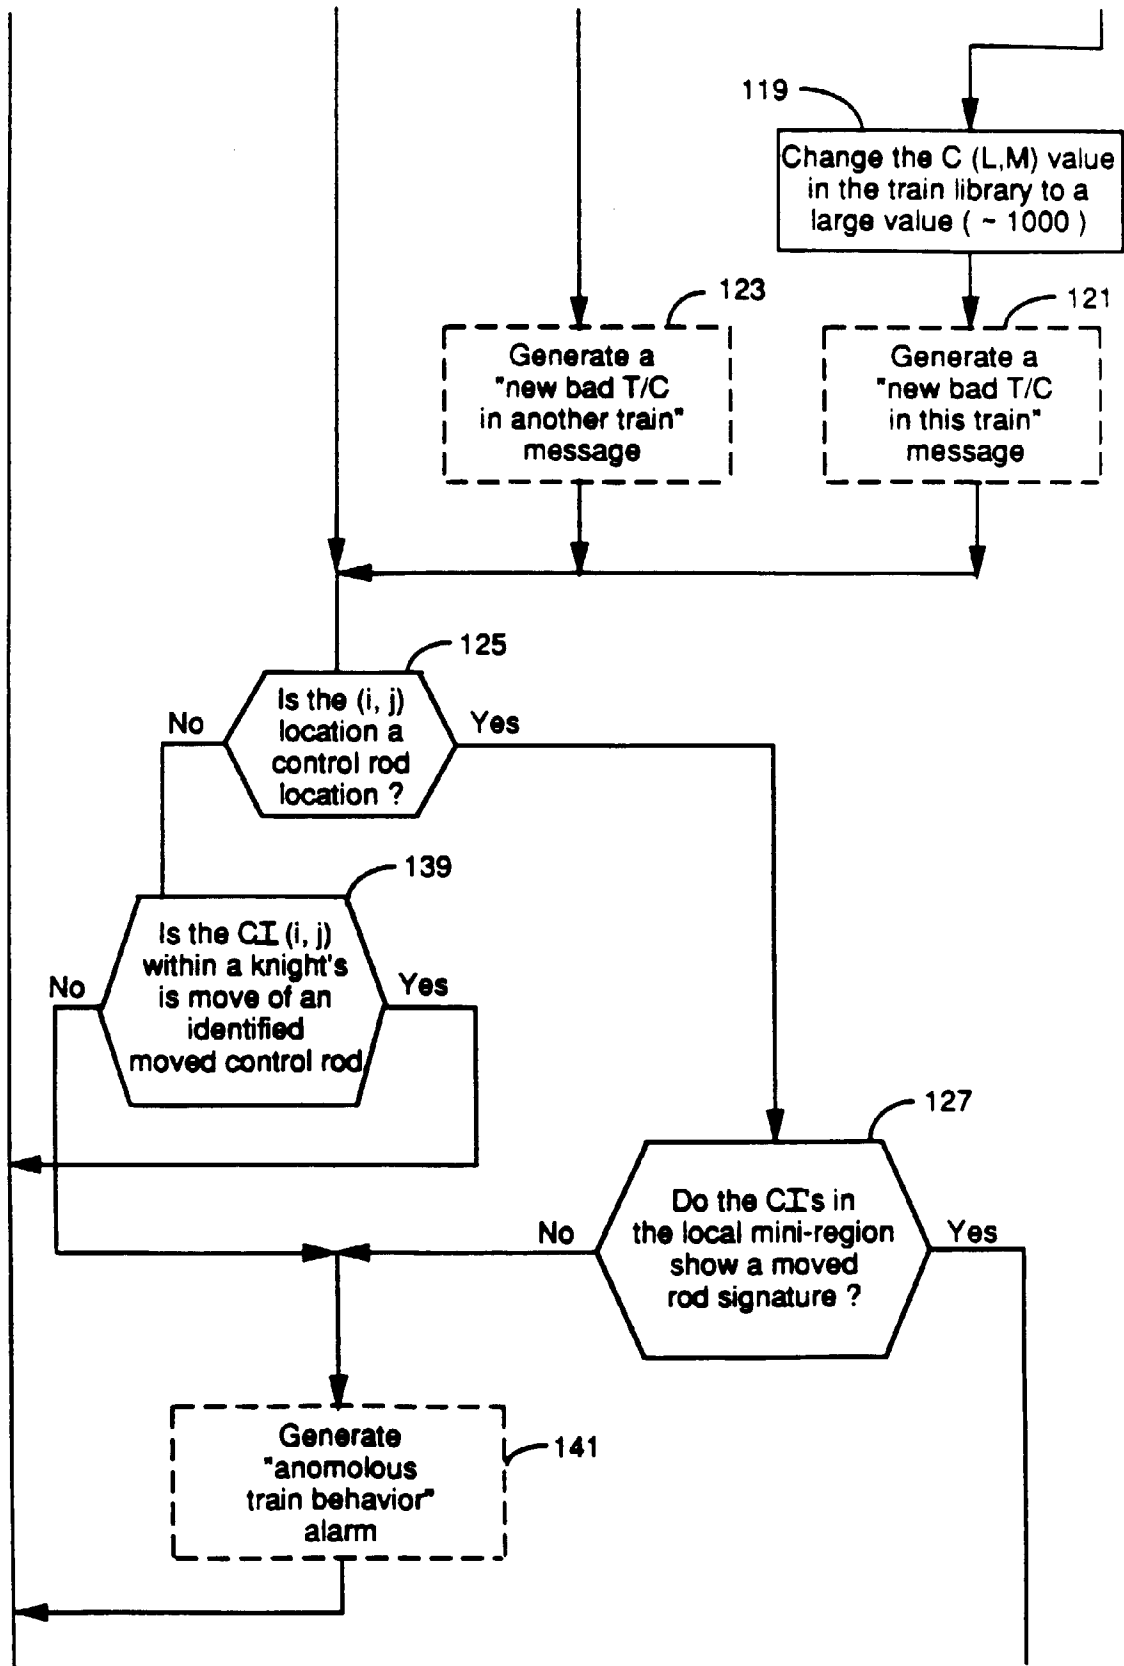 119
Change the C (L,M) value
in the train library to a
large value ( ~ 1000 )
123
121
Generate a
"new bad T/C
in another train"
message
Generate a
"new bad T/C
in this train"
message
125
Is the (i, j)
location a
control rod
location ?
No
Yes
139
Is the CI (i, j)
within a knight's
is move of an
identified
moved control rod
No
Yes
127
Do the CI's in
the local mini-region
show a moved
rod signature ?
No
Yes
Generate
"anomolous
train behavior"
alarm
141